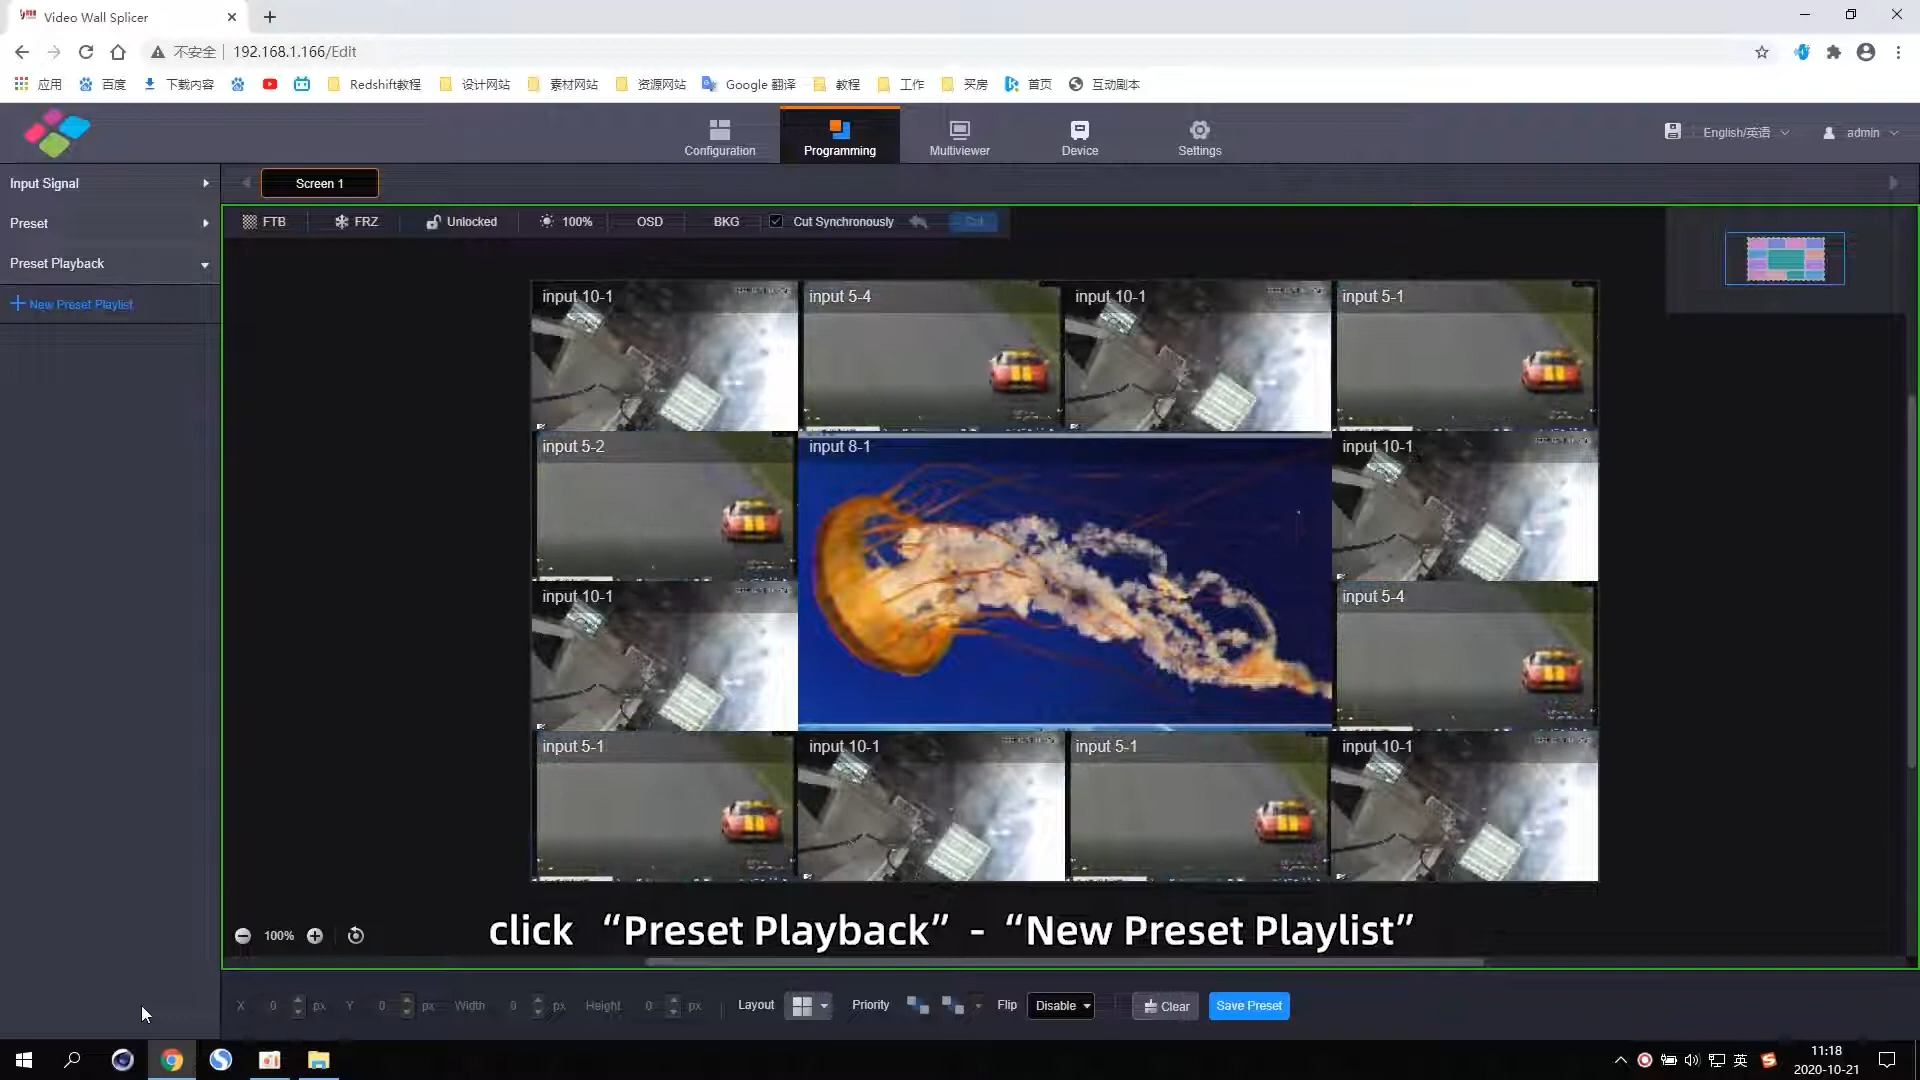 Video Wall Splicer
不安全 192.168.1.166/Edit
应用 百度 下载内容 Redshift教程 设计网站 素材网站 资源网站 Google 翻译 教程 工作 买房 首页 互动剧本
Configuration Programming Multiviewer Device Settings
English/英语 admin
Input Signal
Preset
Preset Playback
New Preset Playlist
Screen 1
FTB FRZ Unlocked 100% OSD BKG Cut Synchronously
input 10-1 input 5-4 input 10-1 input 5-1
input 5-2 input 8-1 input 10-1
input 10-1 input 5-4
input 5-1 input 10-1 input 5-1 input 10-1
100%
click “Preset Playback” - “New Preset Playlist”
X 0 px Y 0 px Width 0 px Height 0 px Layout Priority Flip Disable Clear Save Preset
英
11:18
2020-10-21